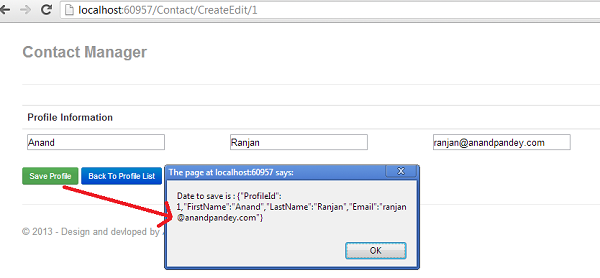 localhost:60957/Contact/CreateEdit/1
Contact Manager
Profile Information
Anand Ranjan ranjan@anandpandey.com
Save Profile Back To Profile List
The page at localhost:60957 says:
Date to save is : {"ProfileId":
1,"FirstName":"Anand","LastName":"Ranjan","Email":"ranjan
@anandpandey.com"}
OK
© 2013 - Design and devloped by